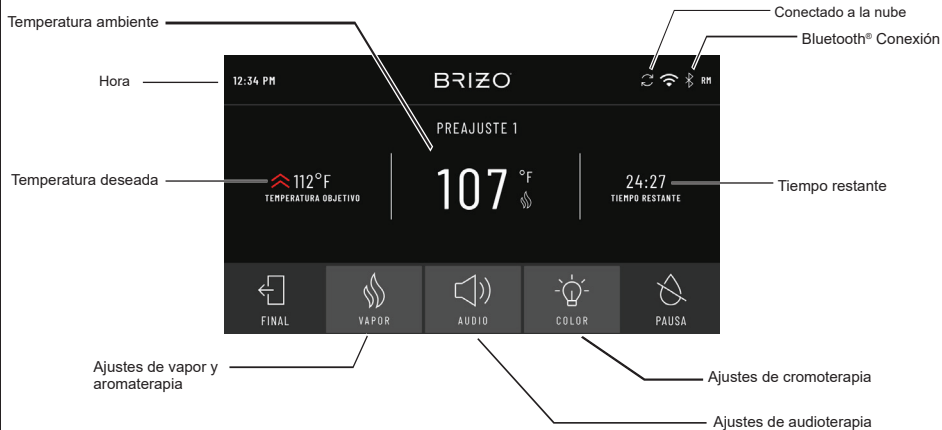 Temperatura ambiente
Conectado a la nube
Bluetooth® Conexión
Hora
12:34 PM
BRIZO
RM
PREAJUSTE 1
Temperatura deseada
112°F
TEMPERATURA OBJETIVO
107 °F
24:27
TIEMPO RESTANTE
Tiempo restante
FINAL
VAPOR
AUDIO
COLOR
PAUSA
Ajustes de vapor y
aromaterapia
Ajustes de cromoterapia
Ajustes de audioterapia